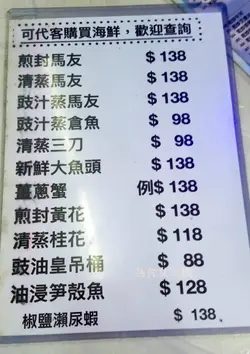 可代客購買海鮮，歡迎查詢
煎封馬友 $138
清蒸馬友 $138
豉汁蒸馬友 $138
豉汁蒸倉魚 $ 98
清蒸三刀 $ 98
新鮮大魚頭 $138
薑蔥蟹 例$138
煎封黃花 $138
清蒸桂花 $118
豉油皇吊桶 $ 88
油浸笋殼魚 $128
椒鹽瀨尿蝦 $ 138